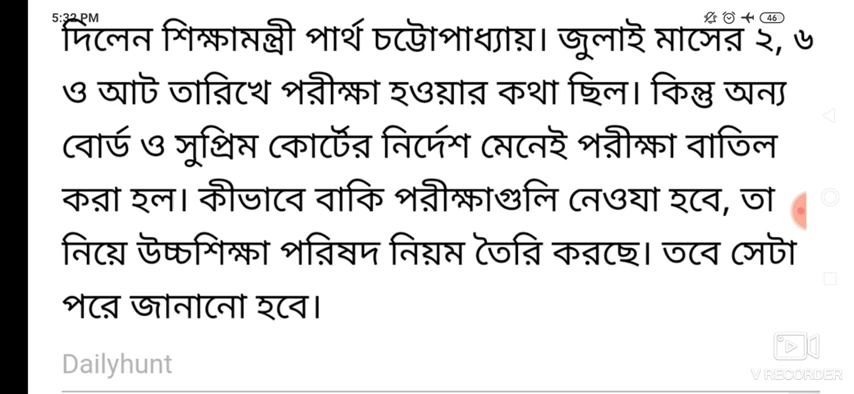 5:32 PM
46
দিলেন শিক্ষামন্ত্রী পার্থ চট্টোপাধ্যায়। জুলাই মাসের ২, ৬
ও আট তারিখে পরীক্ষা হওয়ার কথা ছিল। কিন্তু অন্য
বোর্ড ও সুপ্রিম কোর্টের নির্দেশ মেনেই পরীক্ষা বাতিল
করা হল। কীভাবে বাকি পরীক্ষাগুলি নেওযা হবে, তা
নিয়ে উচ্চশিক্ষা পরিষদ নিয়ম তৈরি করছে। তবে সেটা
পরে জানানো হবে।
Dailyhunt
V RECORDER